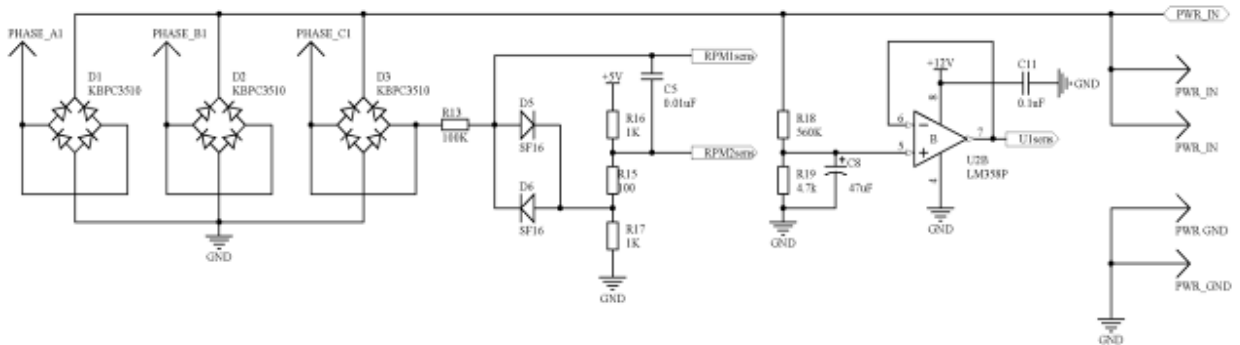 PHASE_A1
PHASE_B1
PHASE_C1
PWR_IN
D1
KBPC3510
D2
KBPC3510
D3
KBPC3510
RPM1sens
+5V
C5
0.01uF
+12V
C11
0.1uF
GND
PWR_IN
R13
100K
D5
SF16
R16
1K
R18
560K
8
6
B
7
U1sens
PWR_IN
RPM2sens
5
U2B
LM358P
R15
100
C8
47uF
R19
4.7k
4
D6
SF16
R17
1K
GND
GND
GND
GND
PWR_GND
PWR_GND
GND